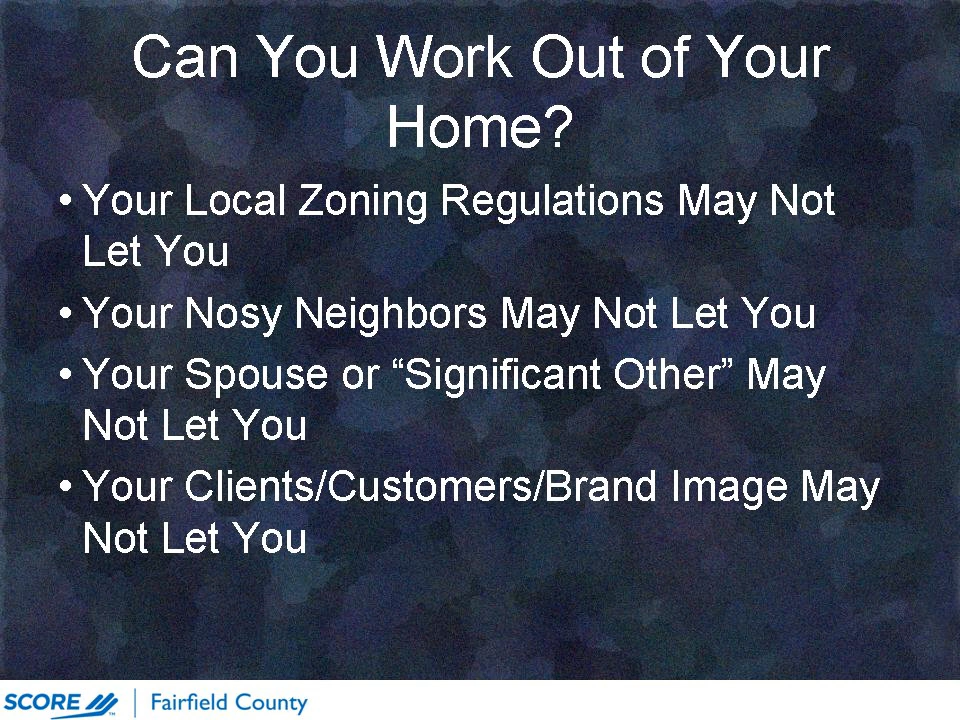 Can You Work Out of Your
Home?
• Your Local Zoning Regulations May Not
Let You
• Your Nosy Neighbors May Not Let You
• Your Spouse or “Significant Other” May
Not Let You
• Your Clients/Customers/Brand Image May
Not Let You
SCORE | Fairfield County